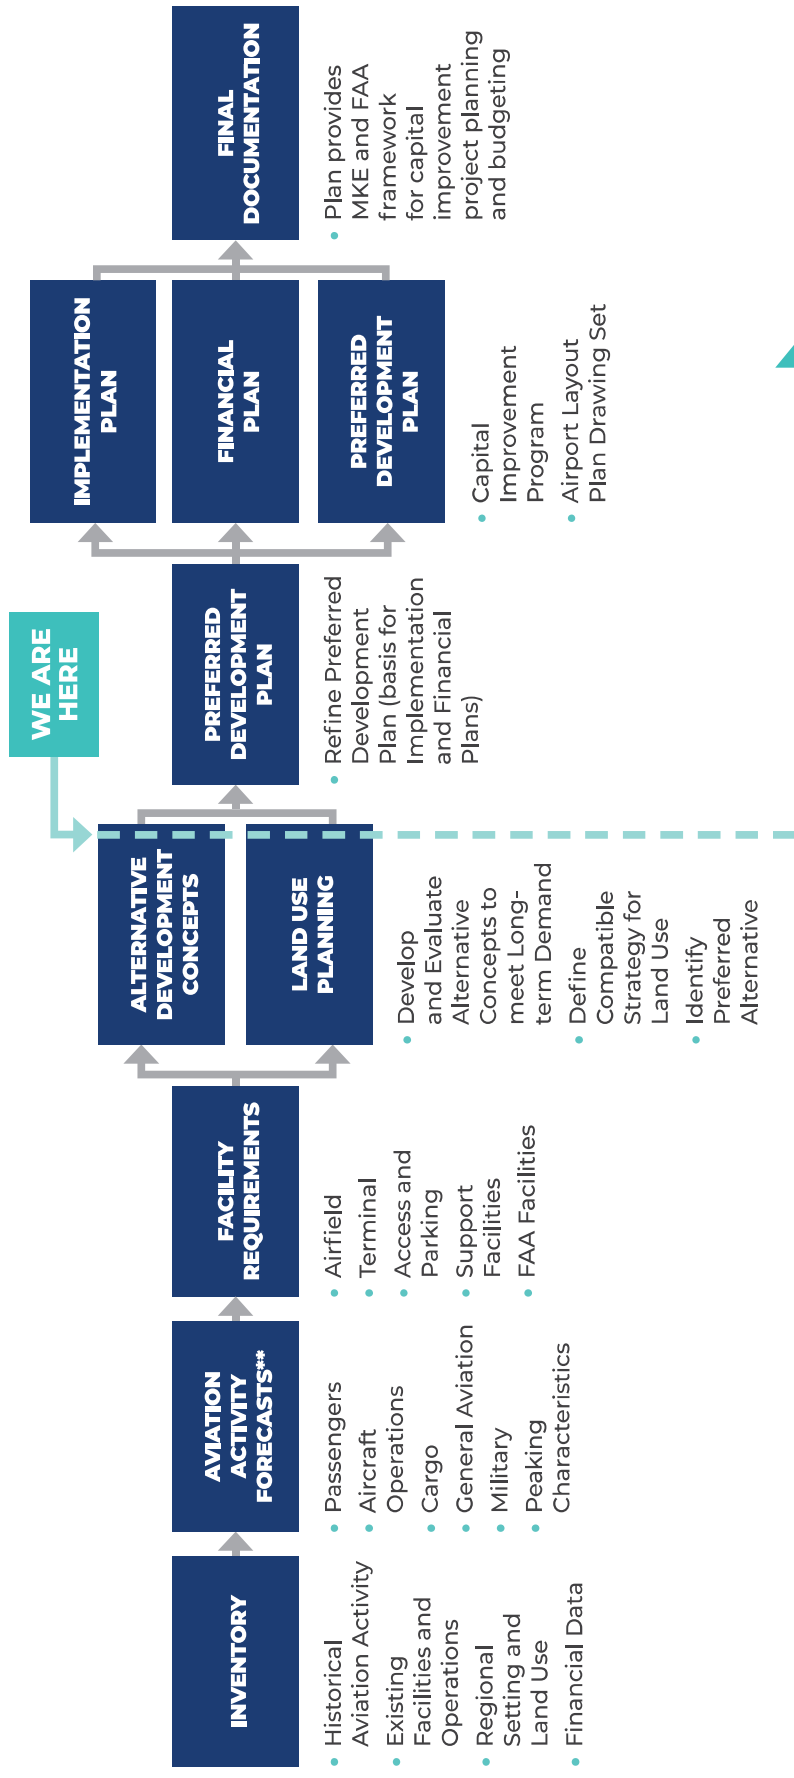 INVENTORY
• Historical
Aviation Activity
• Existing
Facilities and
Operations
• Regional
Setting and
Land Use
• Financial Data
AVIATION
ACTIVITY
FORECASTS**
• Passengers
• Aircraft
Operations
• Cargo
• General Aviation
• Military
• Peaking
Characteristics
FACILITY
REQUIREMENTS
• Airfield
• Terminal
• Access and
Parking
• Support
Facilities
• FAA Facilities
ALTERNATIVE
DEVELOPMENT
CONCEPTS
LAND USE
PLANNING
• Develop
and Evaluate
Alternative
Concepts to
meet Long-
term Demand
• Define
Compatible
Strategy for
Land Use
• Identify
Preferred
Alternative
WE ARE
HERE
PREFERRED
DEVELOPMENT
PLAN
• Refine Preferred
Development
Plan (basis for
Implementation
and Financial
Plans)
IMPLEMENTATION
PLAN
FINANCIAL
PLAN
PREFERRED
DEVELOPMENT
PLAN
• Capital
Improvement
Program
• Airport Layout
Plan Drawing Set
FINAL
DOCUMENTATION
• Plan provides
MKE and FAA
framework
for capital
improvement
project planning
and budgeting